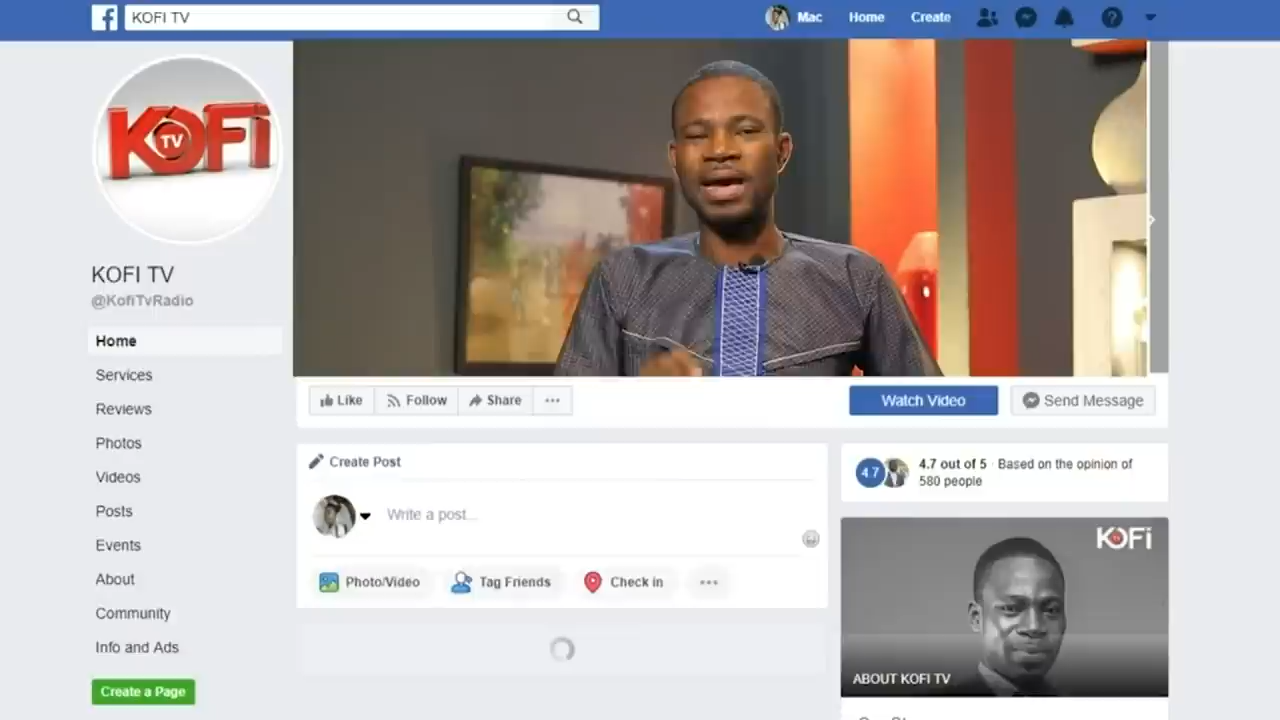 KOFI TV
Mac
Home
Create
KOFi
TV
KOFI TV
@KofiTvRadio
Home
Services
Reviews
Photos
Videos
Posts
Events
About
Community
Info and Ads
Create a Page
Like
Follow
Share
Watch Video
Send Message
Create Post
Write a post...
Photo/Video
Tag Friends
Check in
4.7
4.7 out of 5 · Based on the opinion of
580 people
KOFi
ABOUT KOFI TV